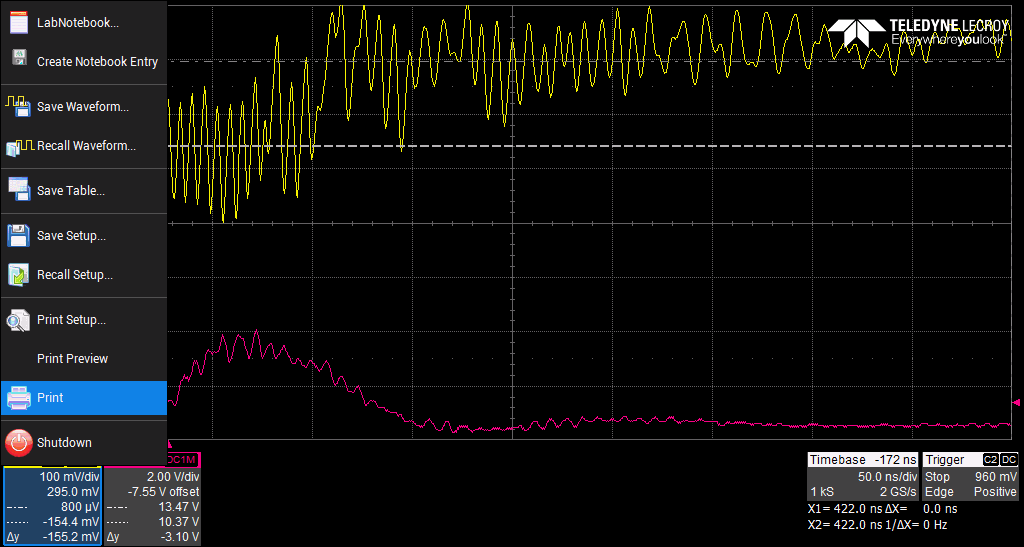 LabNotebook...
Create Notebook Entry
Save Waveform...
Recall Waveform...
Save Table...
Save Setup...
Recall Setup...
Print Setup...
Print Preview
Print
Shutdown
TELEDYNE LECROY
Everywhereyoulook
DC1M
100 mV/div
295.0 mV
800 µV
-154.4 mV
Δy -155.2 mV
2.00 V/div
-7.55 V offset
13.47 V
10.37 V
Δy -3.10 V
Timebase -172 ns
50.0 ns/div
1 kS 2 GS/s
Trigger C2 DC
Stop 960 mV
Edge Positive
X1= 422.0 ns ΔX= 0.0 ns
X2= 422.0 ns 1/ΔX= 0 Hz